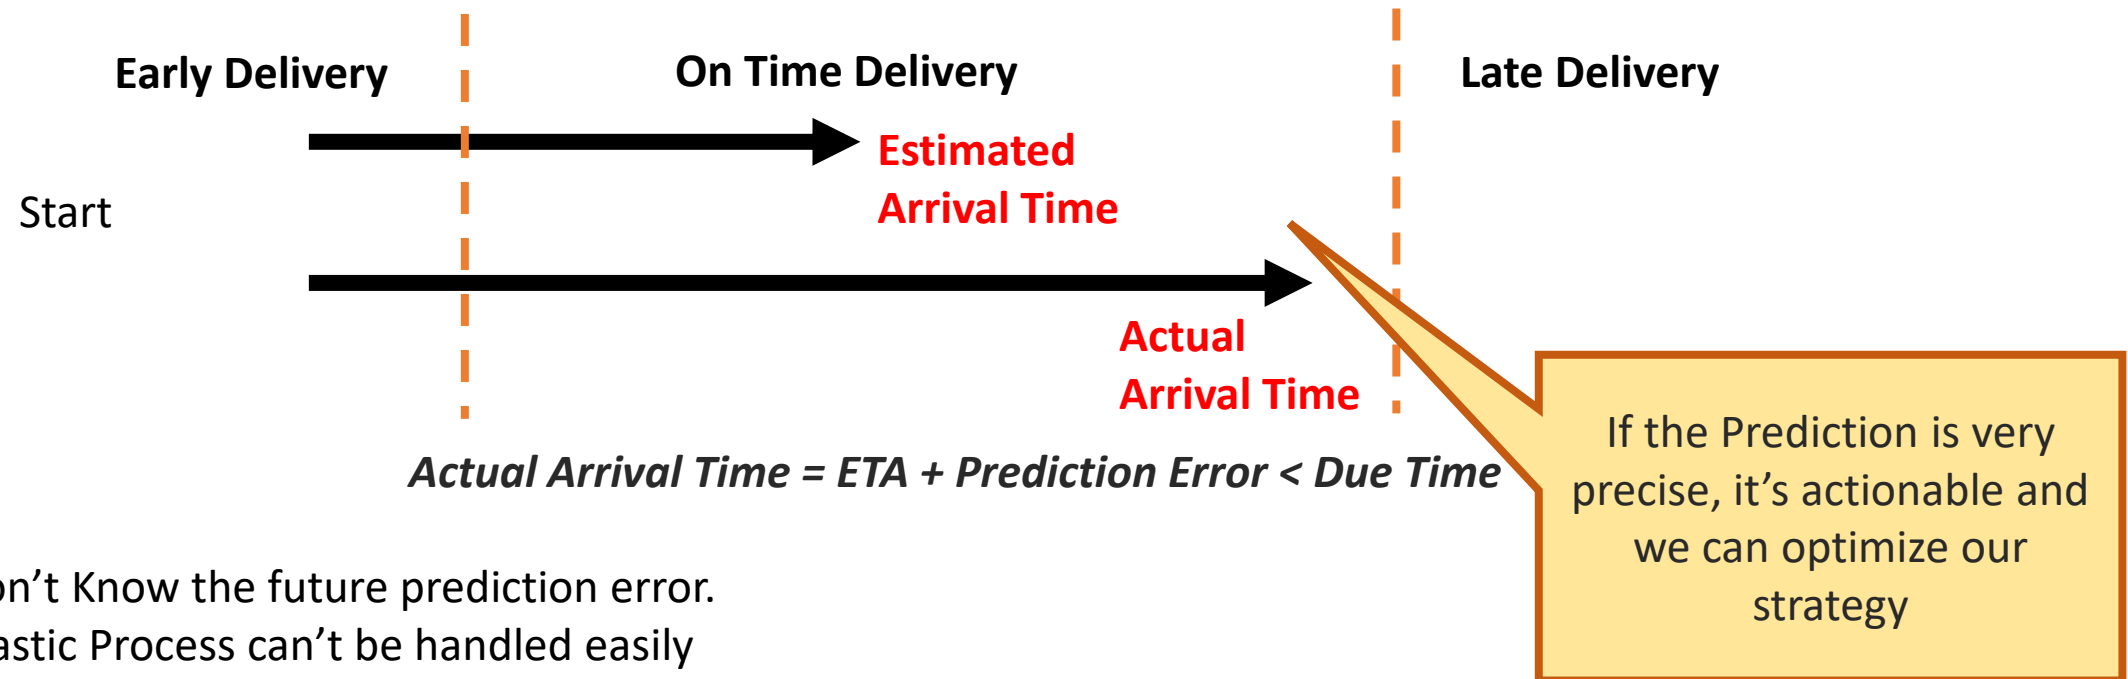 Early Delivery
On Time Delivery
Late Delivery
Estimated
Arrival Time
Start
Actual
Arrival Time
Actual Arrival Time = ETA + Prediction Error < Due Time
If the Prediction is very
precise, it’s actionable and
we can optimize our
strategy
on’t Know the future prediction error.
astic Process can’t be handled easily